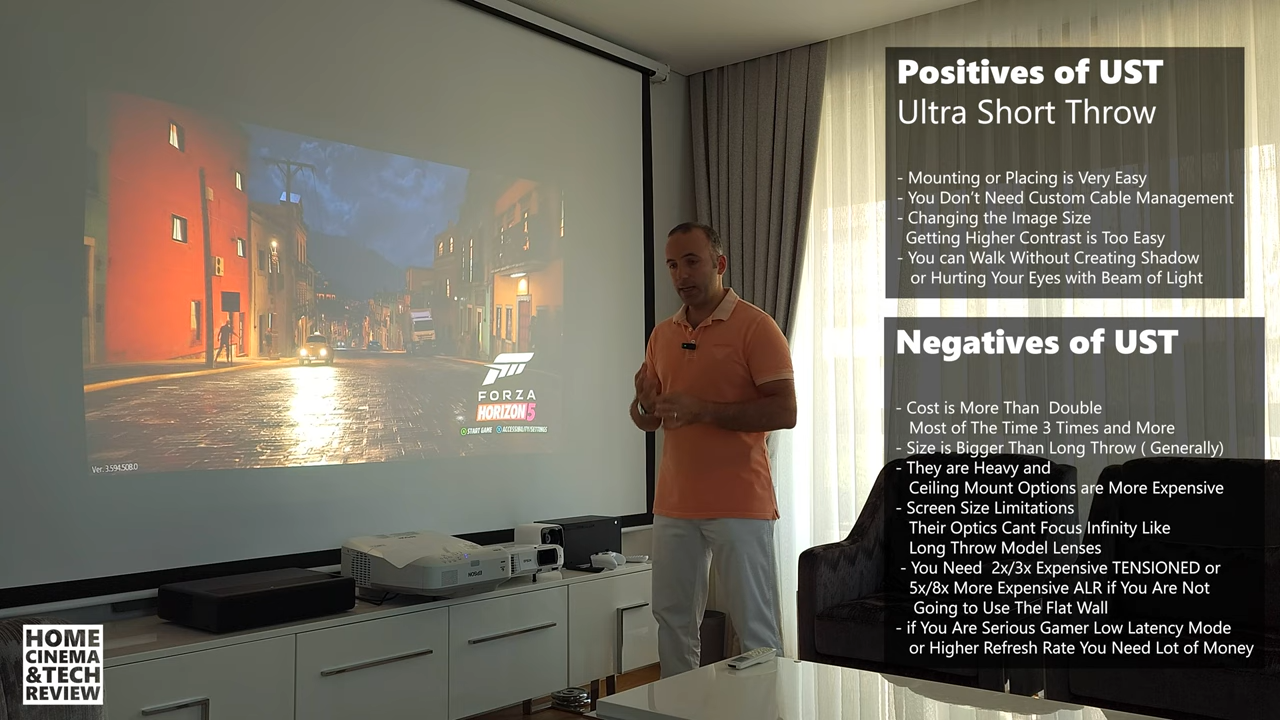 Positives of UST
Ultra Short Throw
- Mounting or Placing is Very Easy
- You Don't Need Custom Cable Management
- Changing the Image Size
Getting Higher Contrast is Too Easy
- You can Walk Without Creating Shadow
or Hurting Your Eyes with Beam of Light
Negatives of UST
- Cost is More Than Double
Most of The Time 3 Times and More
- Size is Bigger Than Long Throw ( Generally)
- They are Heavy and
Ceiling Mount Options are More Expensive
- Screen Size Limitations
Their Optics Cant Focus Infinity Like
Long Throw Model Lenses
- You Need 2x/3x Expensive TENSIONED or
5x/8x More Expensive ALR if You Are Not
Going to Use The Flat Wall
- if You Are Serious Gamer Low Latency Mode
or Higher Refresh Rate You Need Lot of Money
FORZA
HORIZON 5
START GAME ACCESSIBILITY/SETTINGS
Ver. 3.594.508.0
EPSON
HOME
CINEMA
&TECH
REVIEW